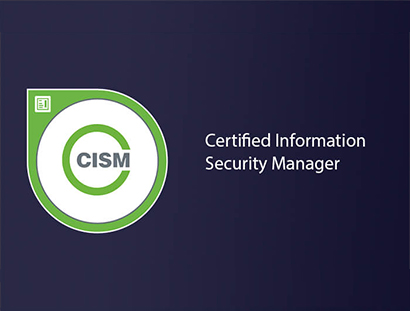 CISM
Certified Information
Security Manager